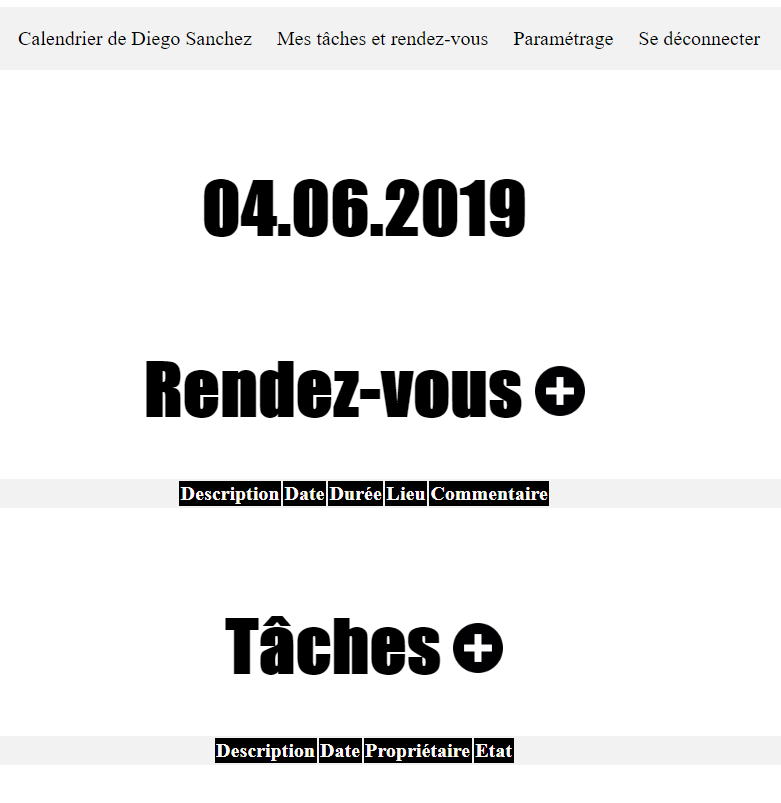 Calendrier de Diego Sanchez Mes tâches et rendez-vous Paramétrage Se déconnecter
04.06.2019
Rendez-vous
Description Date Durée Lieu Commentaire
Tâches
Description Date Propriétaire Etat